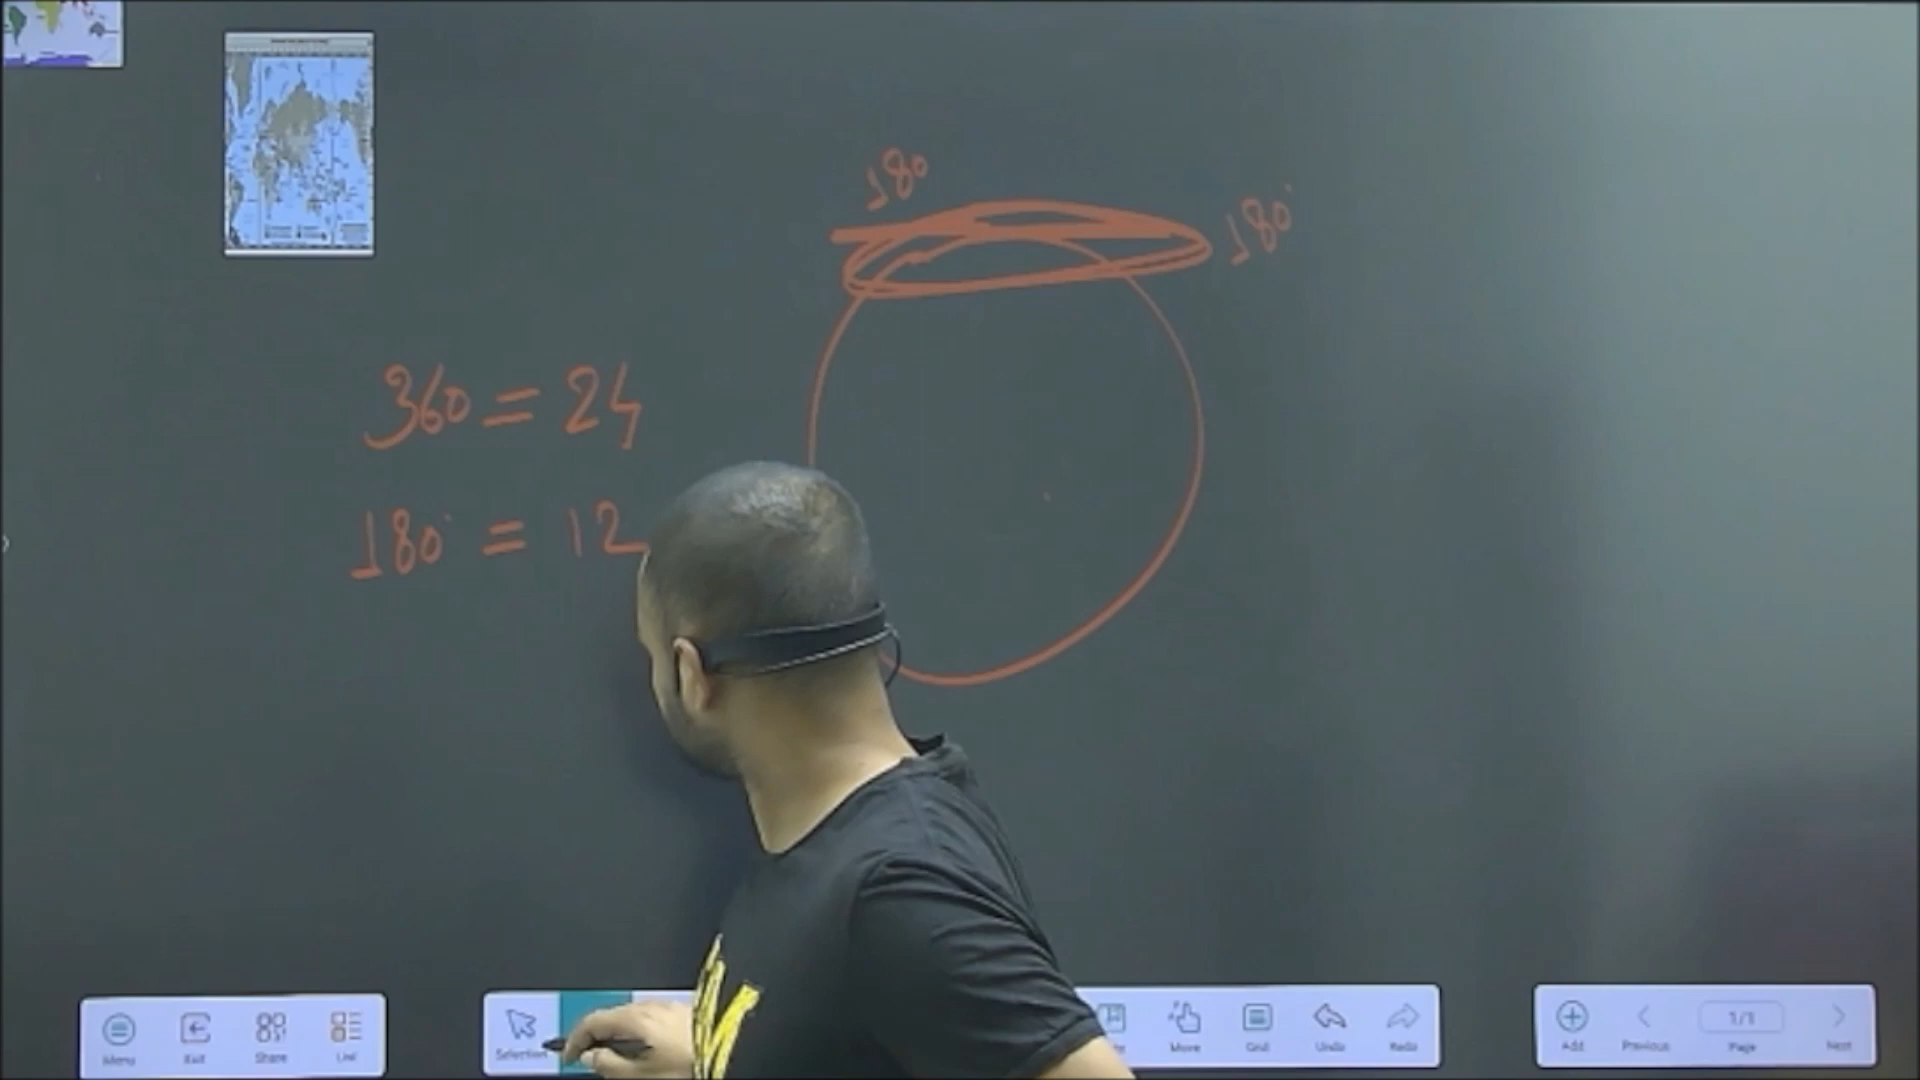 180
180°
360 = 24
180° = 12
Menu
Exit
Share
List
Selection
Move
Grid
Undo
Redo
Add
Previous
1/1
Page
Next